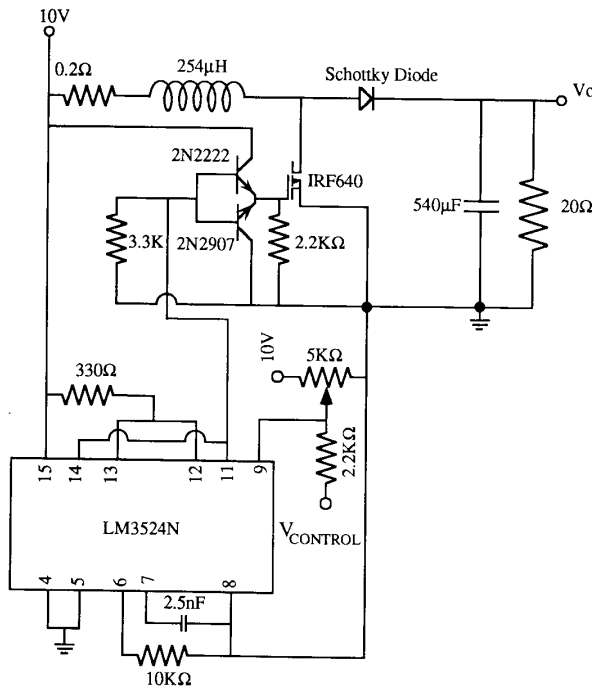 10V
0.2Ω
254μH
Schottky Diode
Vo
2N2222
IRF640
3.3K
2N2907
2.2KΩ
540μF
20Ω
330Ω
10V
5KΩ
2.2KΩ
15 14 13 12 11 9
LM3524N
VCONTROL
4 5 6 7 8
2.5nF
10KΩ